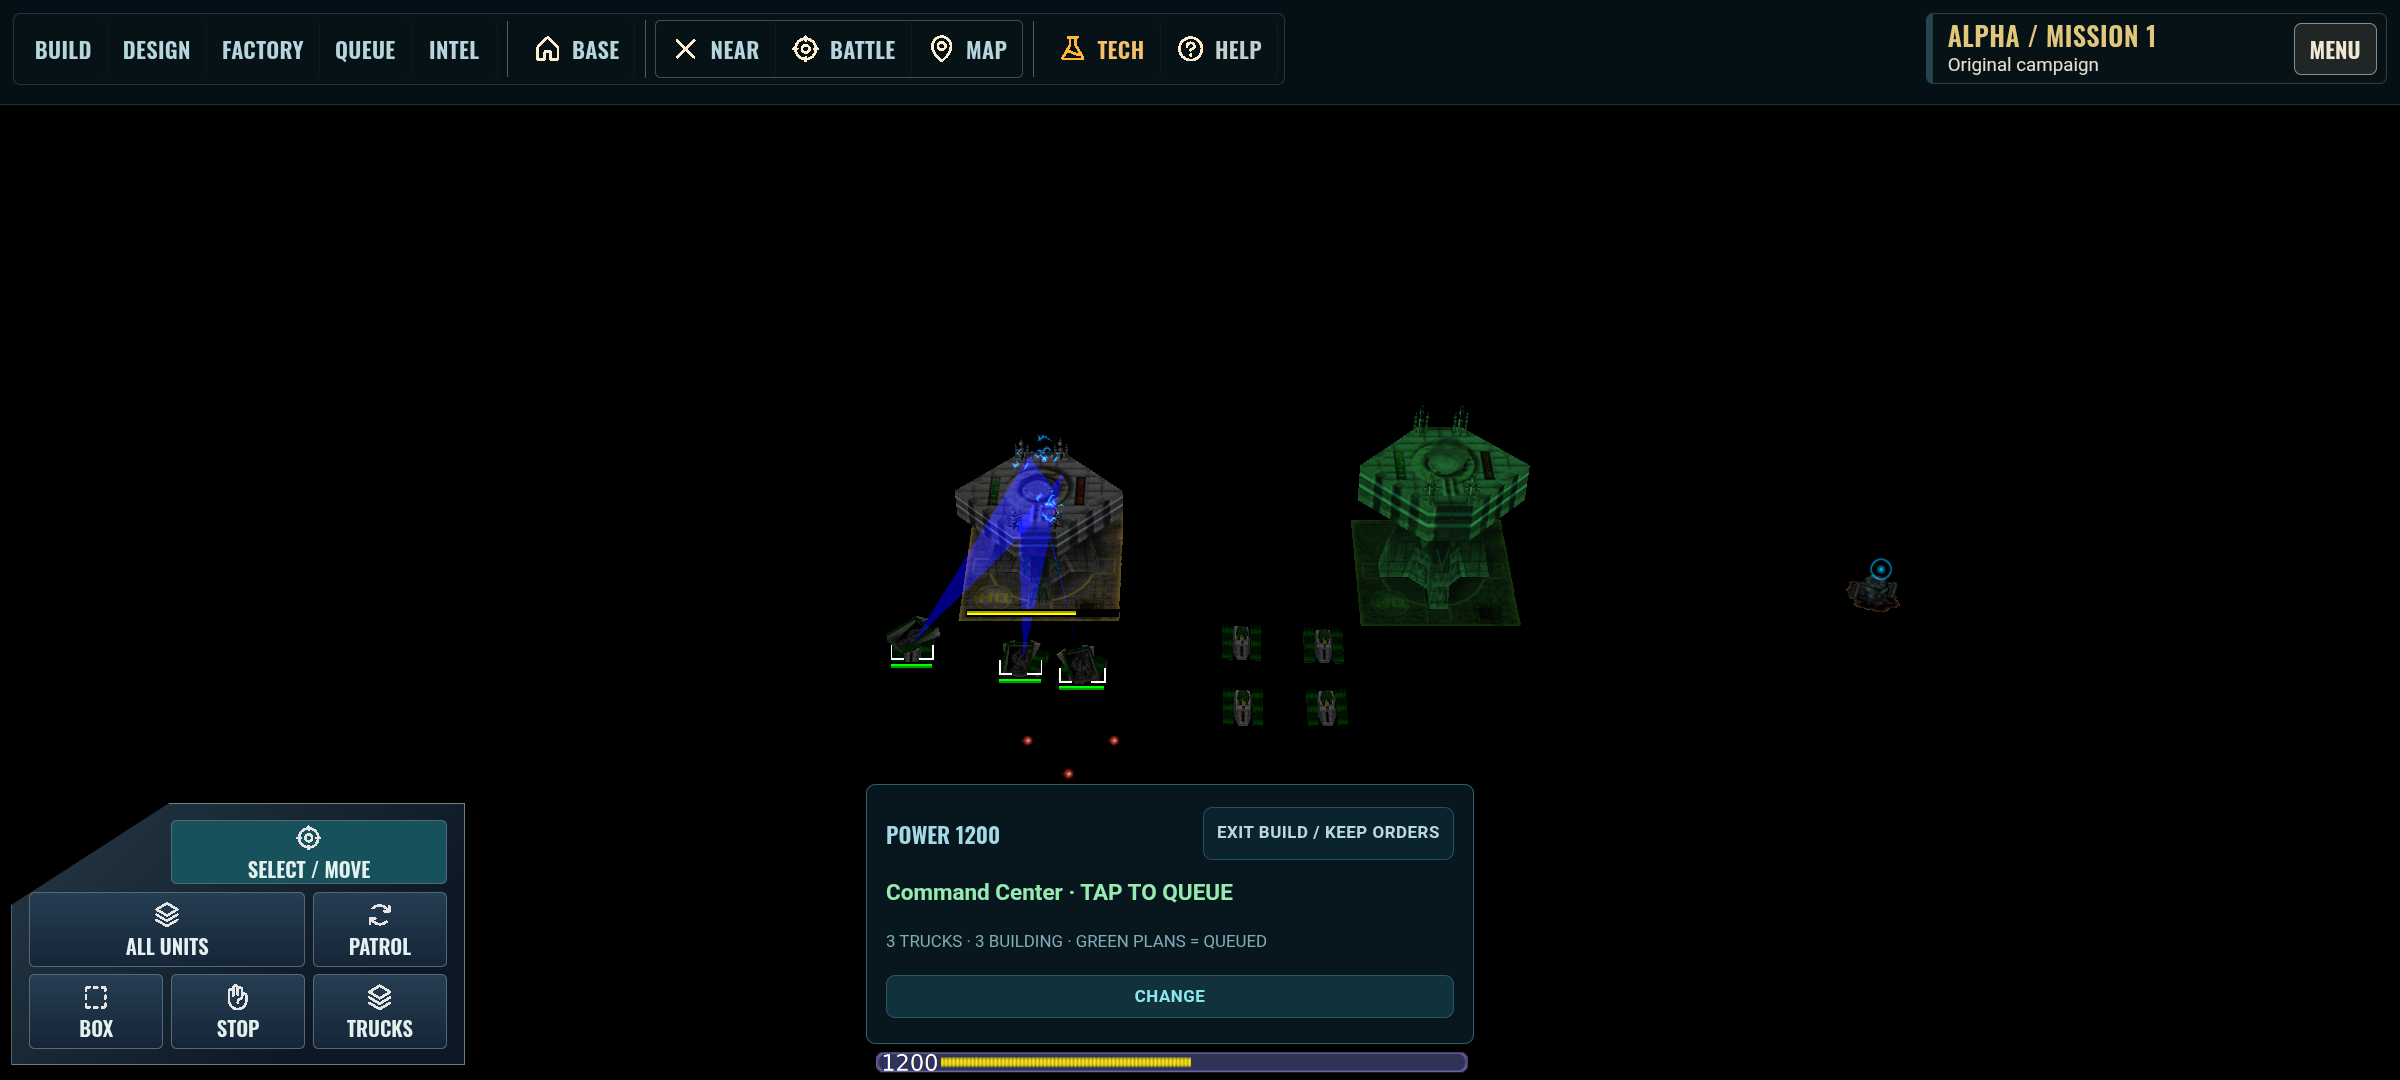 BUILD DESIGN FACTORY QUEUE INTEL BASE NEAR BATTLE MAP TECH HELP
ALPHA / MISSION 1
Original campaign
MENU
SELECT / MOVE
ALL UNITS
PATROL
BOX
STOP
TRUCKS
POWER 1200
EXIT BUILD / KEEP ORDERS
Command Center · TAP TO QUEUE
3 TRUCKS · 3 BUILDING · GREEN PLANS = QUEUED
CHANGE
1200